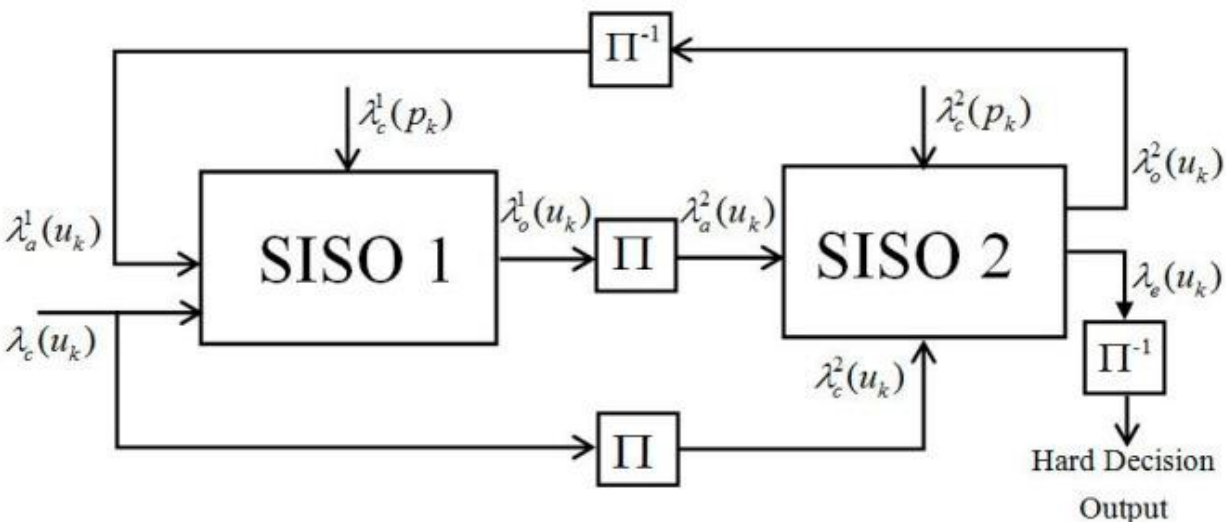 Π⁻¹
λ_c^1(p_k)
λ_c^2(p_k)
λ_o^2(u_k)
λ_a^1(u_k)
SISO 1
λ_o^1(u_k)
Π
λ_a^2(u_k)
SISO 2
λ_e(u_k)
λ_c(u_k)
λ_c^2(u_k)
Π⁻¹
Π
Hard Decision
Output